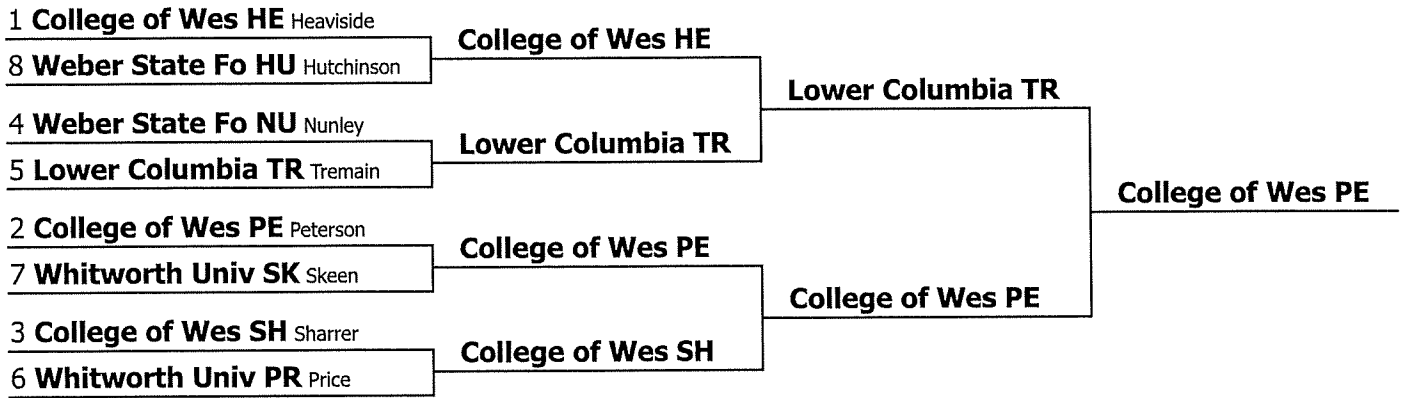 1 College of Wes HE Heaviside
8 Weber State Fo HU Hutchinson
4 Weber State Fo NU Nunley
5 Lower Columbia TR Tremain
2 College of Wes PE Peterson
7 Whitworth Univ SK Skeen
3 College of Wes SH Sharrer
6 Whitworth Univ PR Price
College of Wes HE
Lower Columbia TR
College of Wes PE
College of Wes SH
Lower Columbia TR
College of Wes PE
College of Wes PE